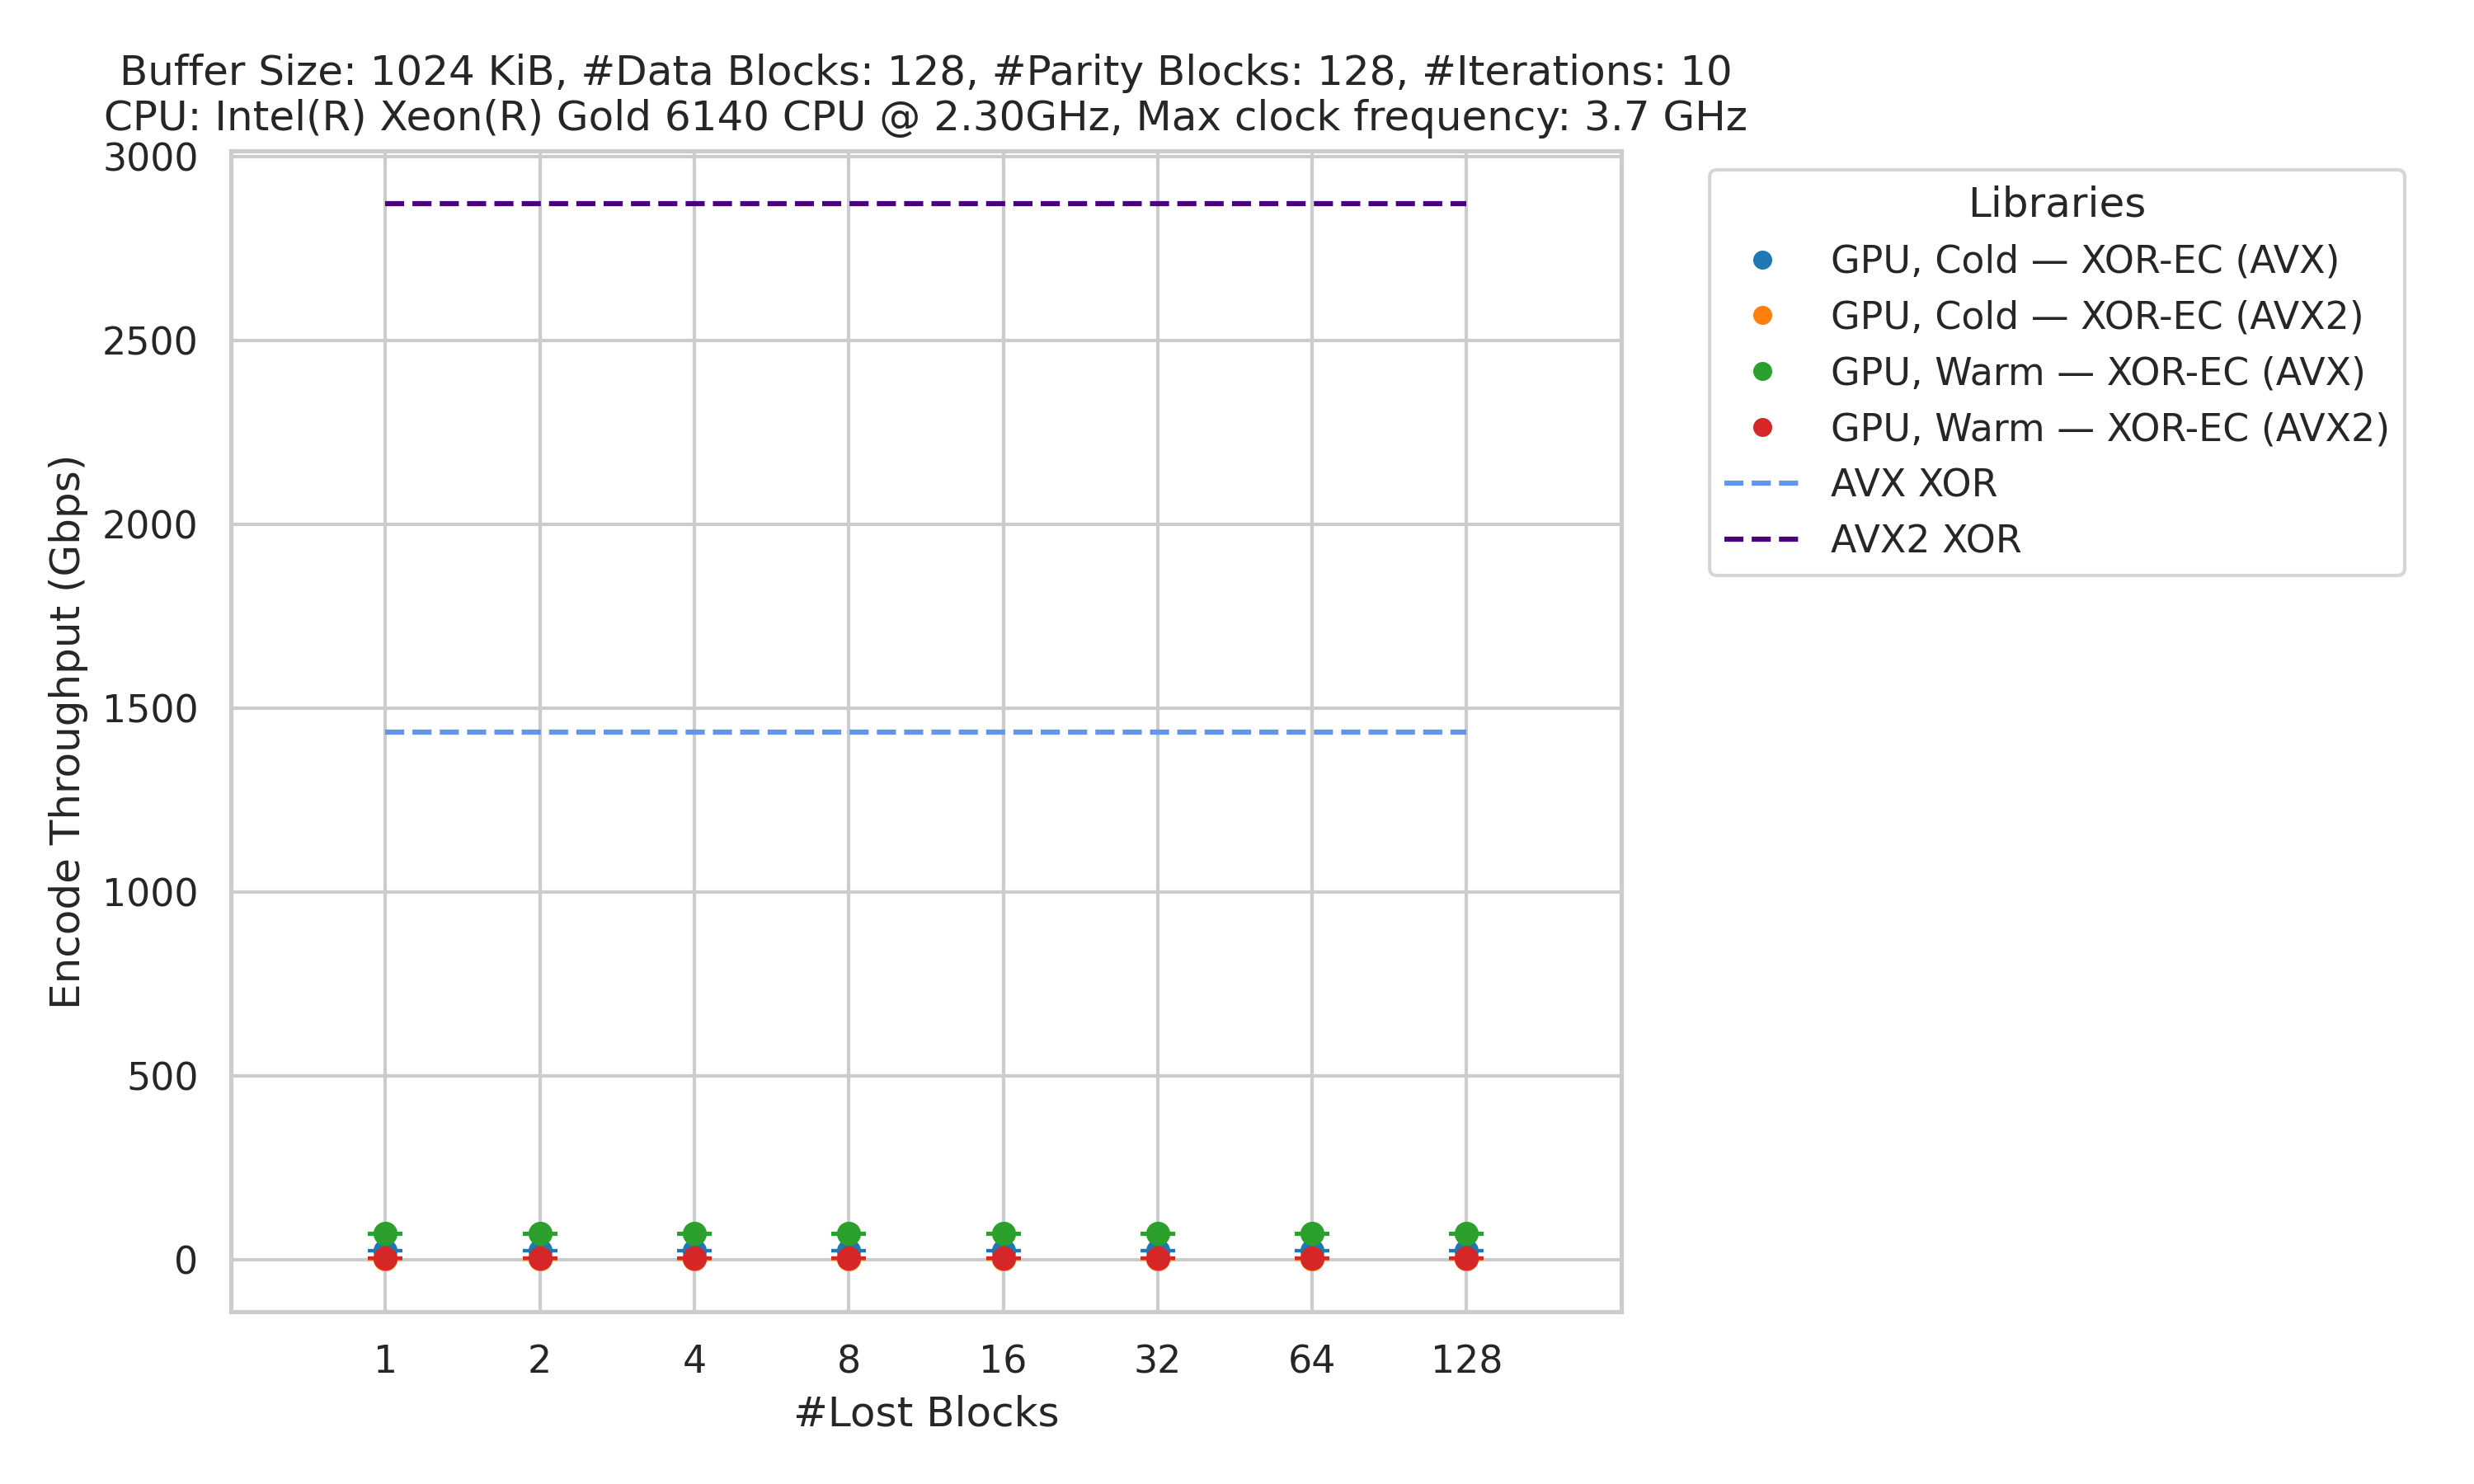 Buffer Size: 1024 KiB, #Data Blocks: 128, #Parity Blocks: 128, #Iterations: 10
CPU: Intel(R) Xeon(R) Gold 6140 CPU @ 2.30GHz, Max clock frequency: 3.7 GHz
Encode Throughput (Gbps)
3000
2500
2000
1500
1000
500
0
1 2 4 8 16 32 64 128
#Lost Blocks
Libraries
GPU, Cold — XOR-EC (AVX)
GPU, Cold — XOR-EC (AVX2)
GPU, Warm — XOR-EC (AVX)
GPU, Warm — XOR-EC (AVX2)
AVX XOR
AVX2 XOR